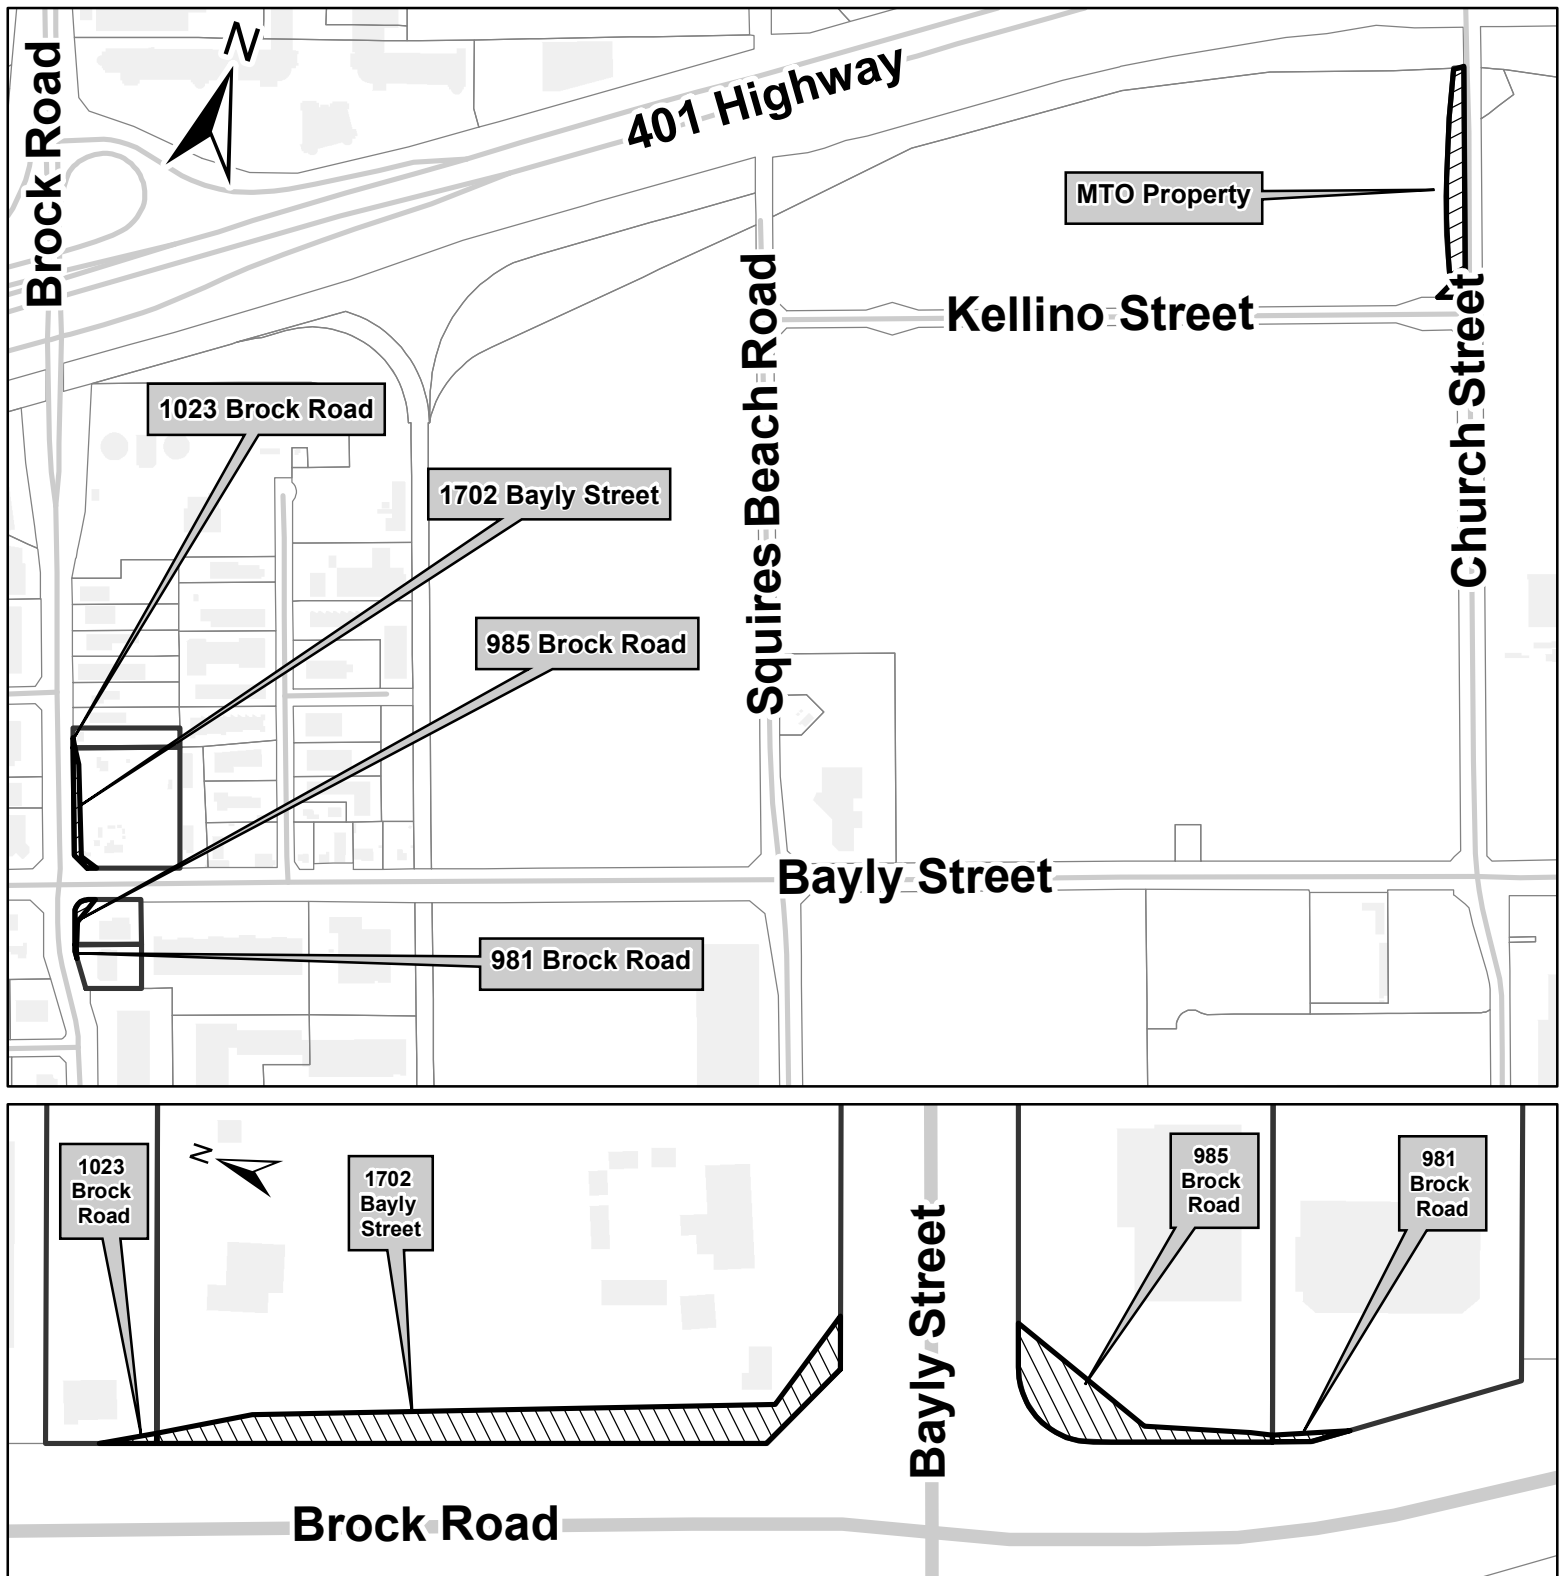 N
Brock Road
401 Highway
MTO Property
Kellino Street
Squires Beach Road
Church Street
1023 Brock Road
1702 Bayly Street
985 Brock Road
Bayly Street
981 Brock Road
N
1023
Brock
Road
1702
Bayly
Street
985
Brock
Road
981
Brock
Road
Bayly Street
Brock Road